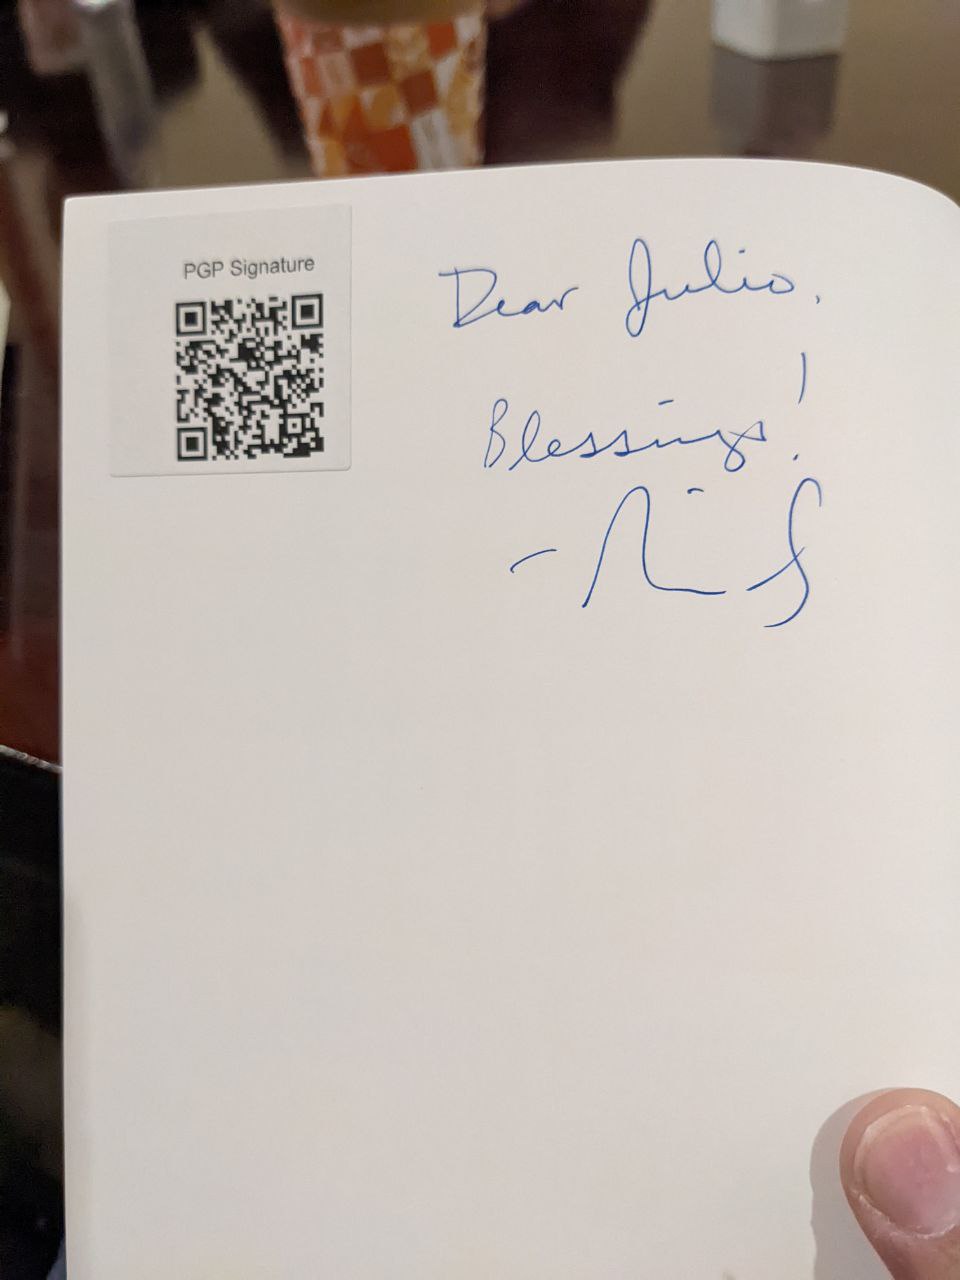 PGP Signature
Dear Julio,
Blessings!